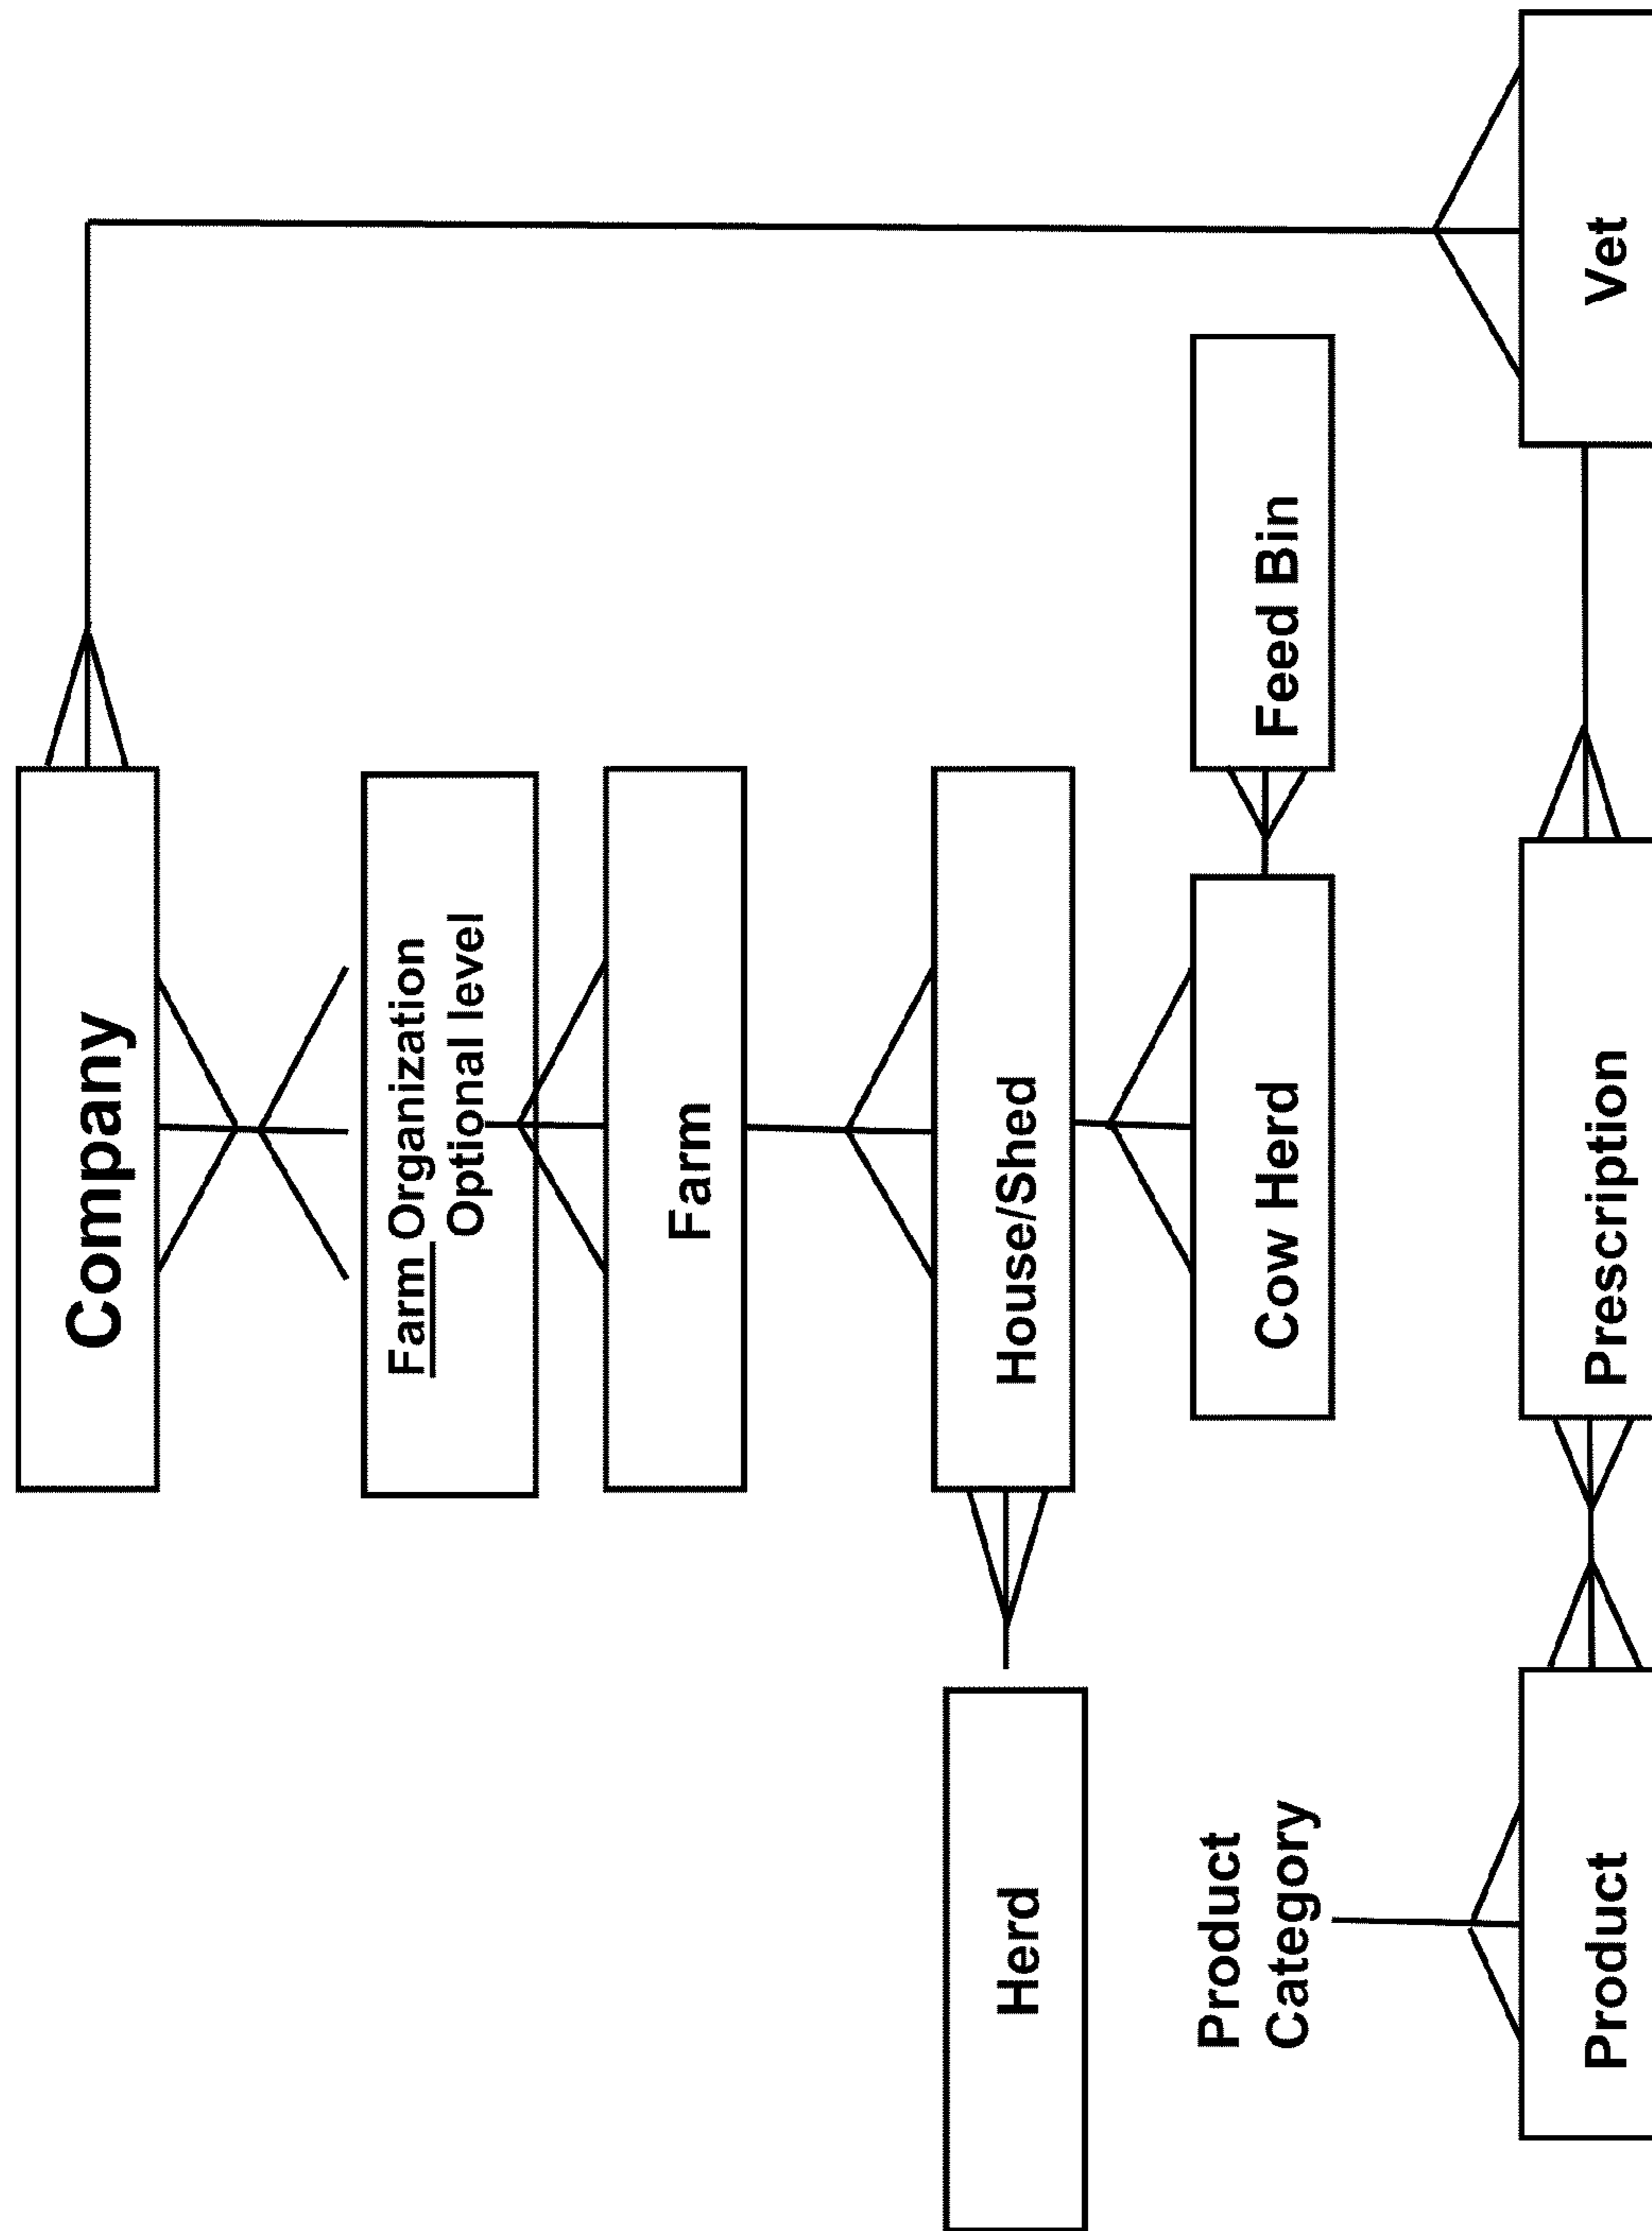 Company
Farm Organization
Optional level
Farm
Herd
House/Shed
Product
Category
Cow Herd
Feed Bin
Product
Prescription
Vet